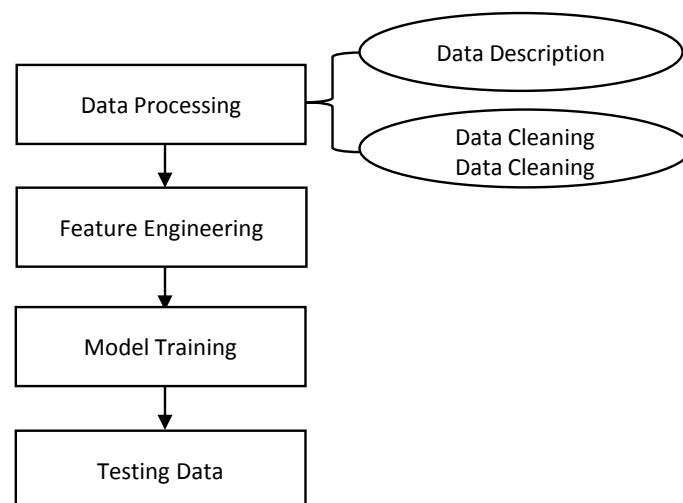 Data Description
Data Processing
Data Cleaning
Data Cleaning
Feature Engineering
Model Training
Testing Data